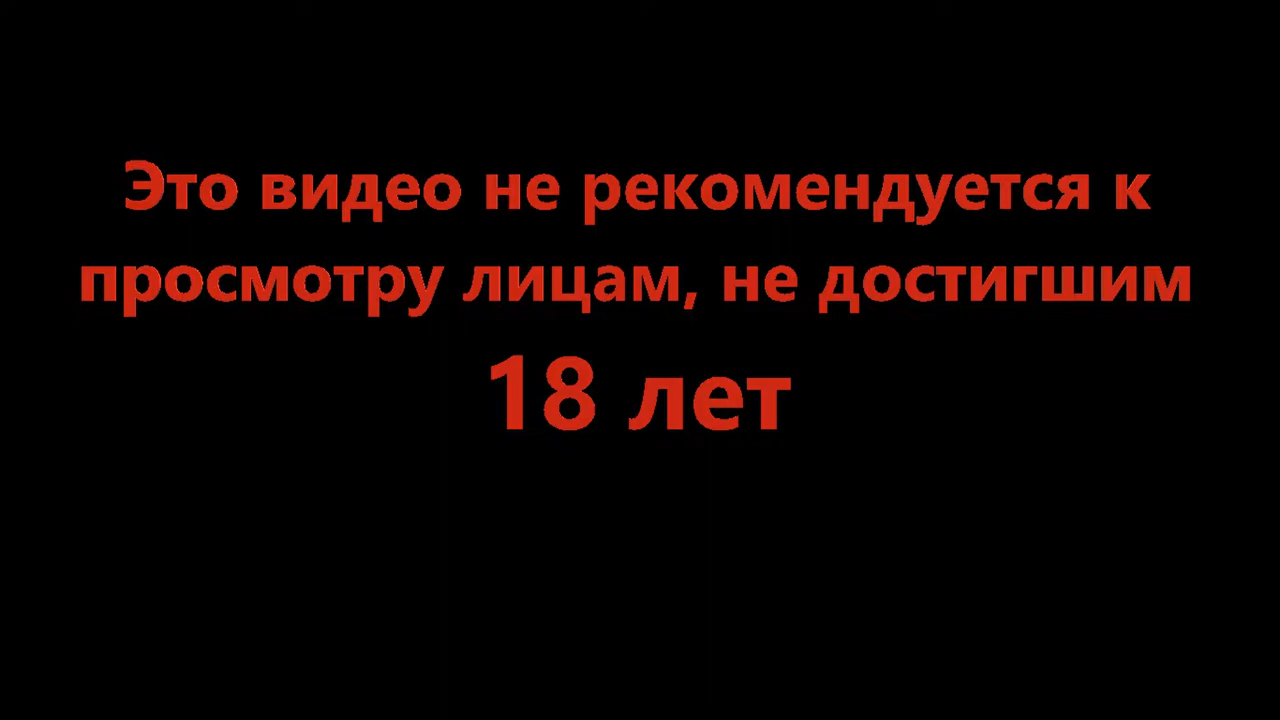 Это видео не рекомендуется к
просмотру лицам, не достигшим
18 лет